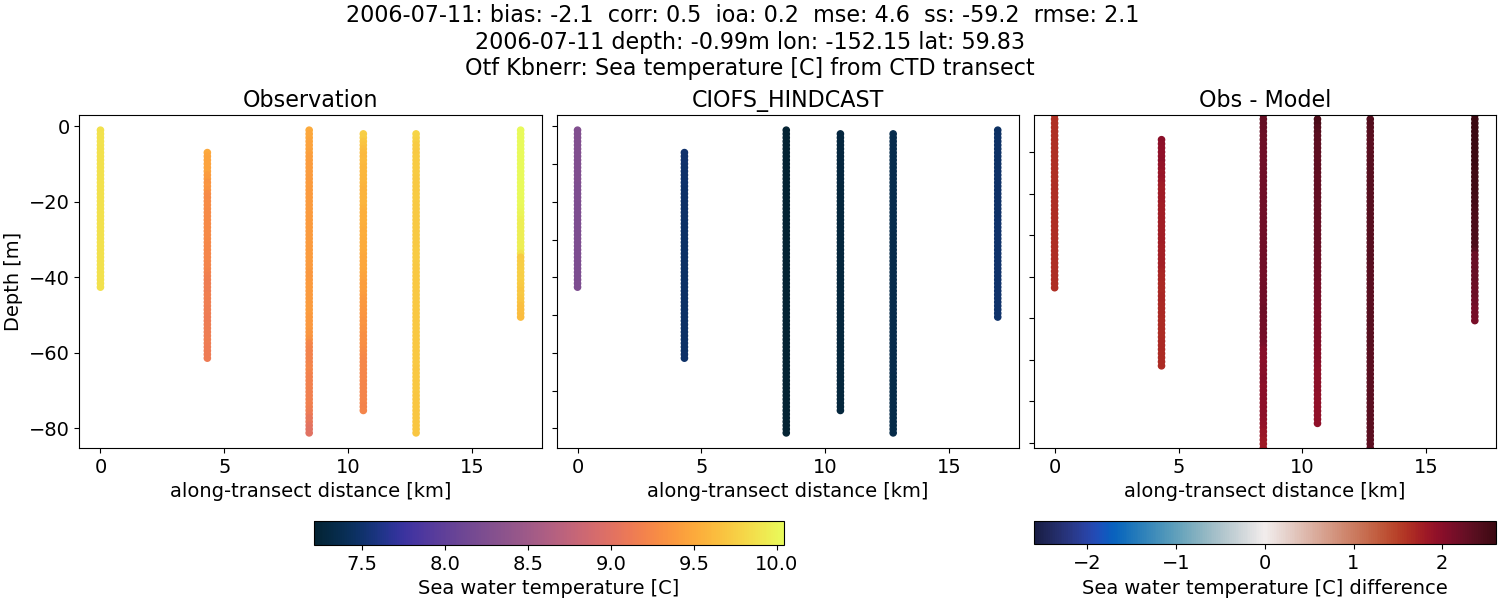 2006-07-11: bias: -2.1  corr: 0.5  ioa: 0.2  mse: 4.6  ss: -59.2  rmse: 2.1
2006-07-11 depth: -0.99m lon: -152.15 lat: 59.83
Otf Kbnerr: Sea temperature [C] from CTD transect
Observation
CIOFS_HINDCAST
Obs - Model
Depth [m]
0
−20
−40
−60
−80
0 5 10 15
0 5 10 15
0 5 10 15
along-transect distance [km]
along-transect distance [km]
along-transect distance [km]
7.5 8.0 8.5 9.0 9.5 10.0
Sea water temperature [C]
−2 −1 0 1 2
Sea water temperature [C] difference